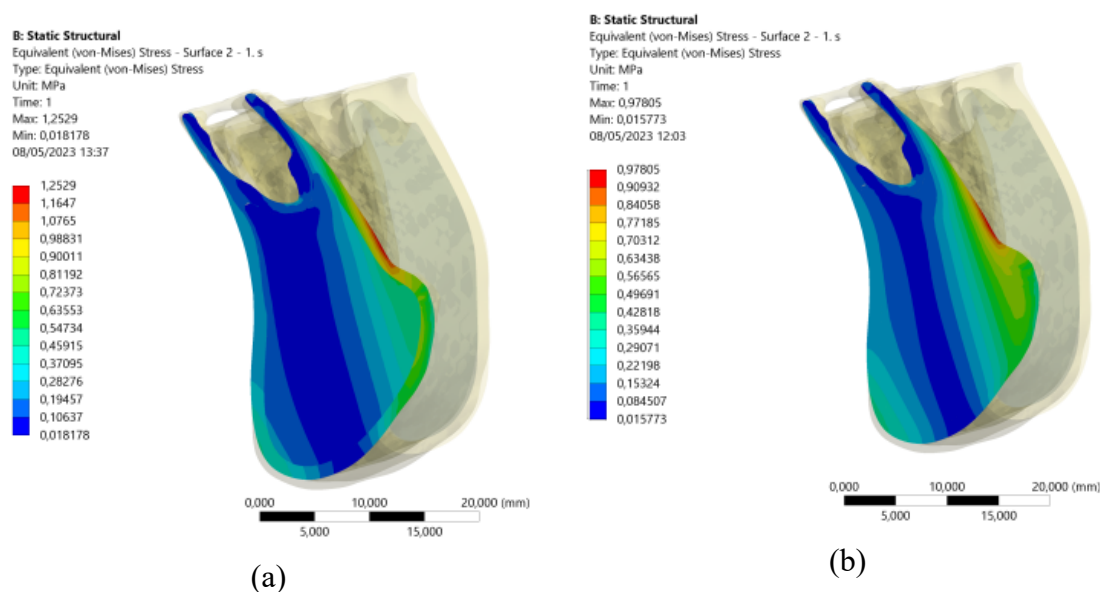 B: Static Structural
Equivalent (von-Mises) Stress - Surface 2 - 1. s
Type: Equivalent (von-Mises) Stress
Unit: MPa
Time: 1
Max: 1,2529
Min: 0,018178
08/05/2023 13:37
1,2529
1,1647
1,0765
0,98831
0,90011
0,81192
0,72373
0,63553
0,54734
0,45915
0,37095
0,28276
0,19457
0,10637
0,018178
0,000 10,000 20,000 (mm)
5,000 15,000
(a)
B: Static Structural
Equivalent (von-Mises) Stress - Surface 2 - 1. s
Type: Equivalent (von-Mises) Stress
Unit: MPa
Time: 1
Max: 0,97805
Min: 0,015773
08/05/2023 12:03
0,97805
0,90932
0,84058
0,77185
0,70312
0,63438
0,56565
0,49691
0,42818
0,35944
0,29071
0,22198
0,15324
0,084507
0,015773
0,000 10,000 20,000 (mm)
5,000 15,000
(b)